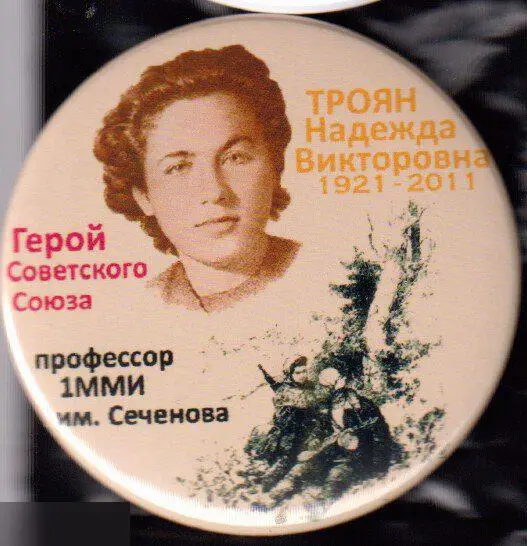 ТРОЯН
Надежда
Викторовна
1921-2011
Герой
Советского
Союза
профессор
1ММИ
им. Сеченова